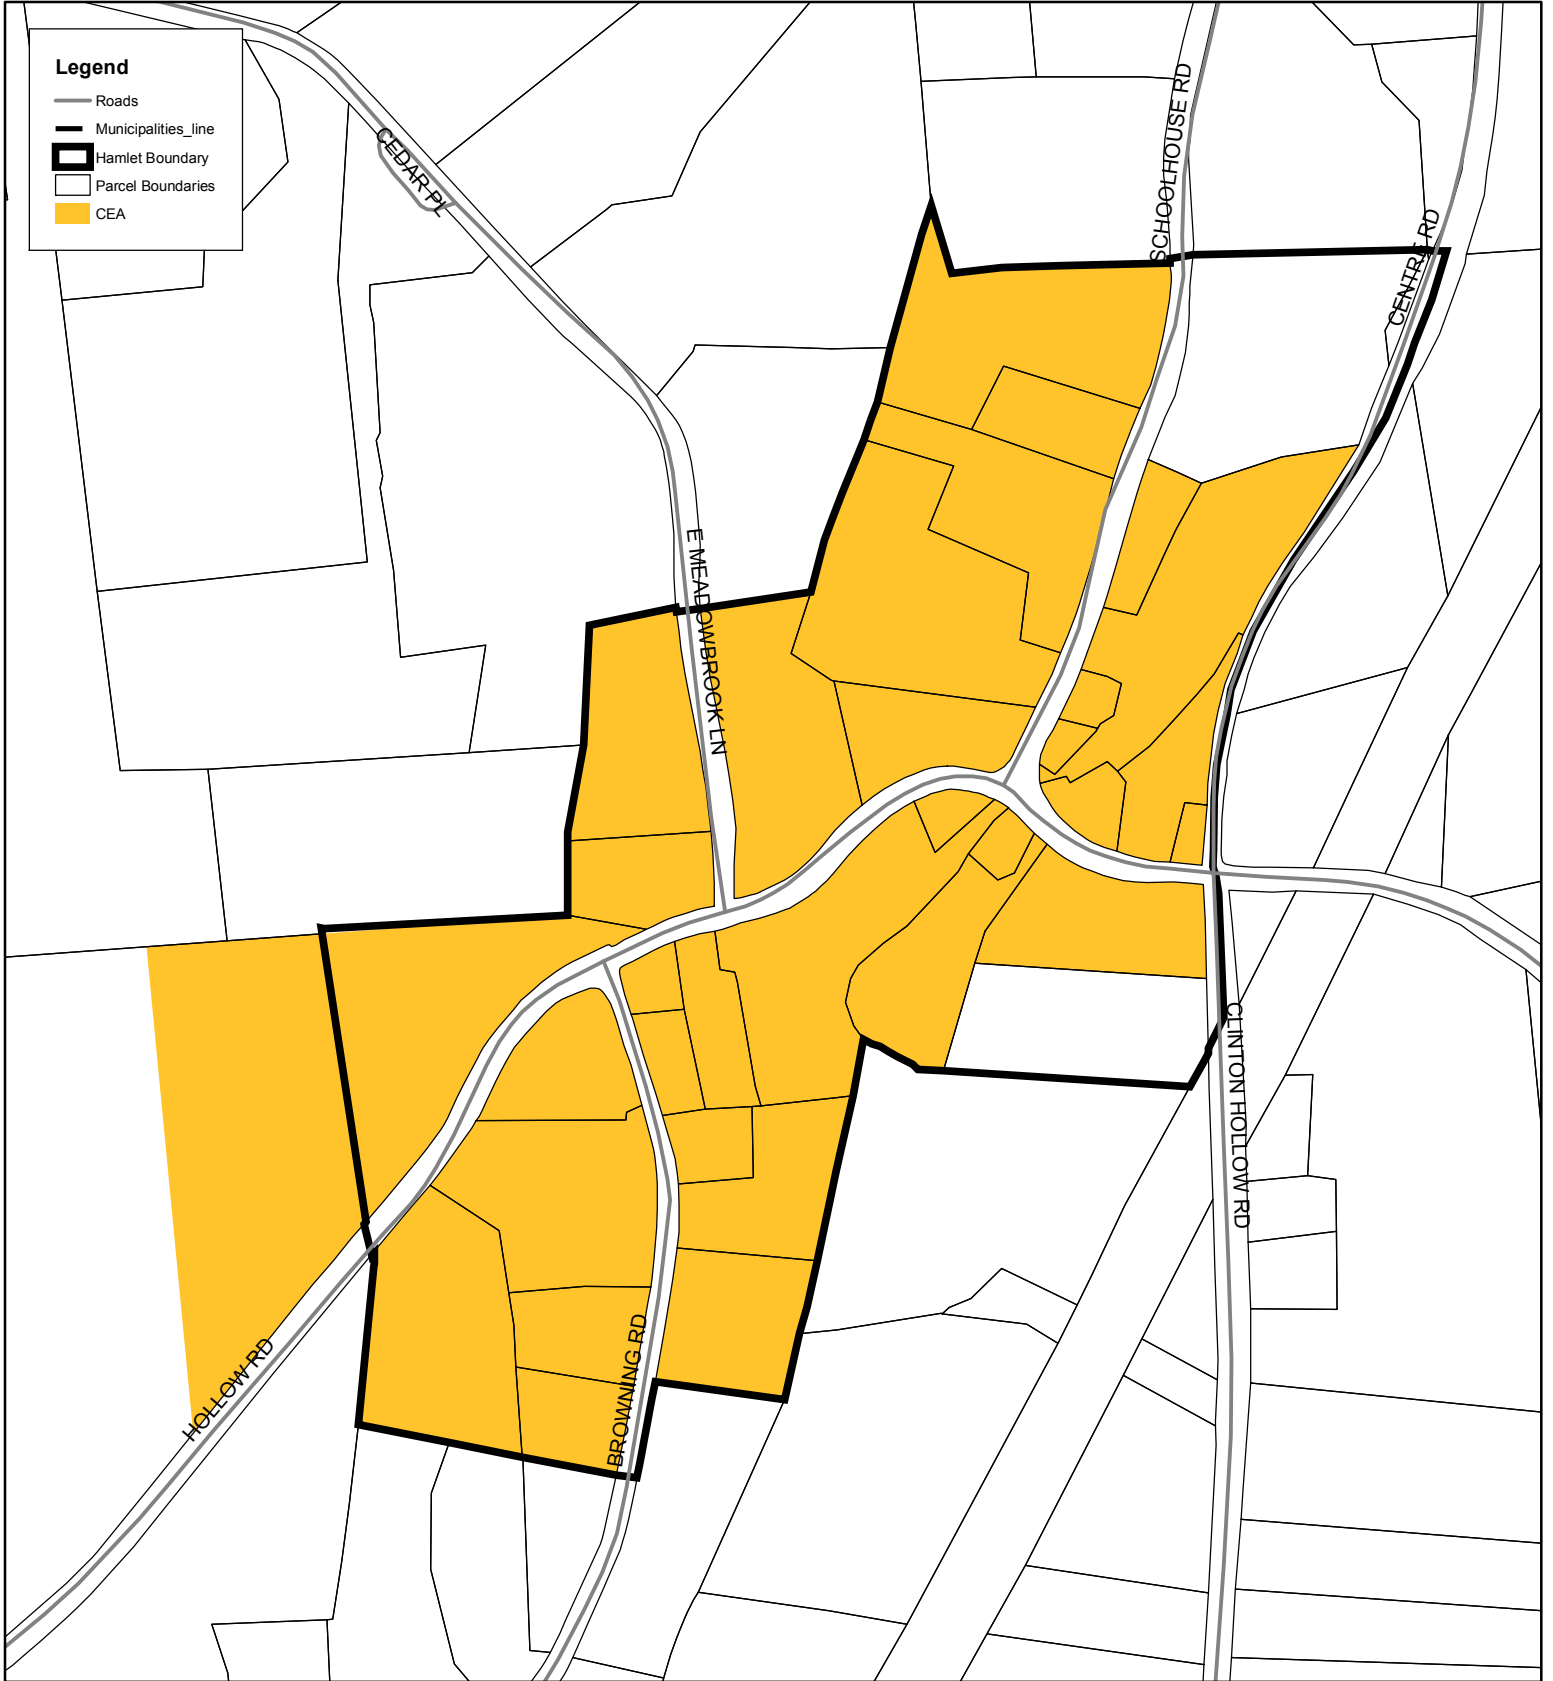 Legend
Roads
Municipalities_line
Hamlet Boundary
Parcel Boundaries
CEA
CEDAR PL
SCHOOLHOUSE RD
CENTRE RD
E MEADOWBROOK LN
CLINTON HOLLOW RD
HOLLOW RD
BROWNING RD